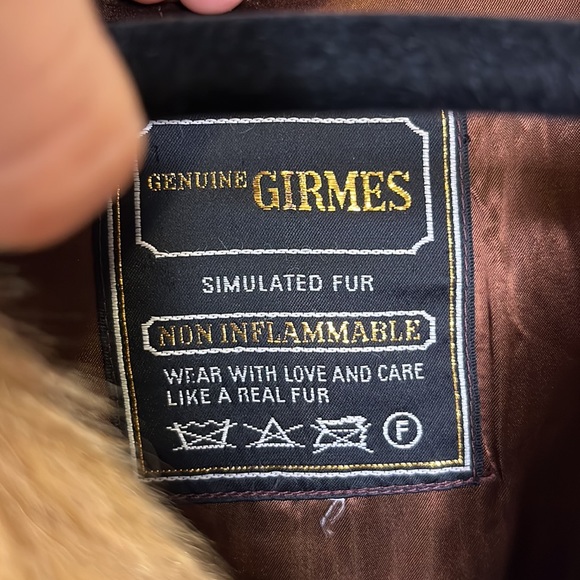 GENUINE GIRMES
SIMULATED FUR
NON INFLAMMABLE
WEAR WITH LOVE AND CARE
LIKE A REAL FUR
F